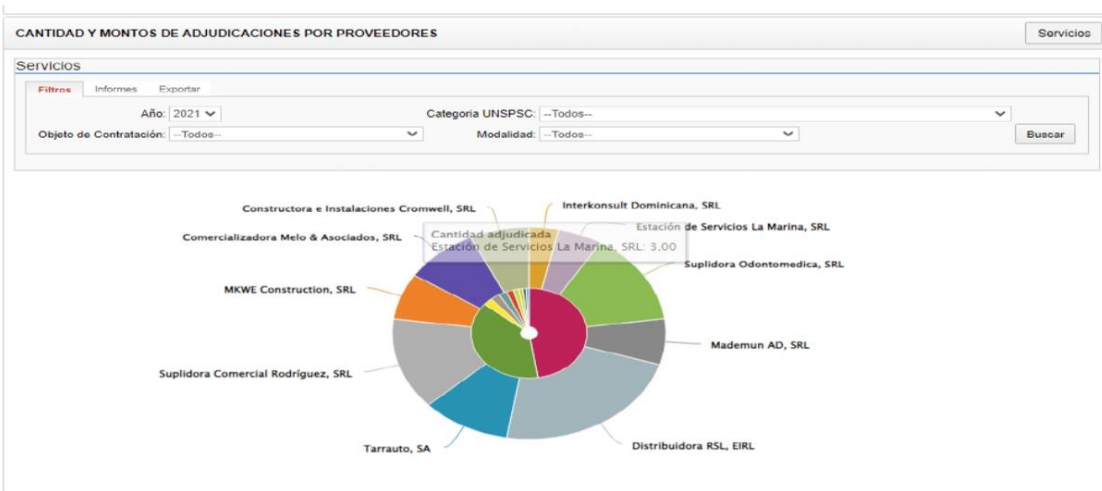 CANTIDAD Y MONTOS DE ADJUDICACIONES POR PROVEEDORES
Servicios
Servicios
Filtros Informes Exportar
Año: 2021 Categoria UNSPSC: --Todos--
Objeto de Contratación: --Todos-- Modalidad: --Todos-- Buscar
Constructora e Instalaciones Cromwell, SRL
Interkonsult Dominicana, SRL
Estación de Servicios La Marina, SRL
Comercializadora Melo & Asociados, SRL
Cantidad adjudicada
Estación de Servicios La Marina, SRL: 3,00
Suplidora Odontomedica, SRL
MKWE Construction, SRL
Mademun AD, SRL
Suplidora Comercial Rodríguez, SRL
Distribuidora RSL, EIRL
Tarrauto, SA